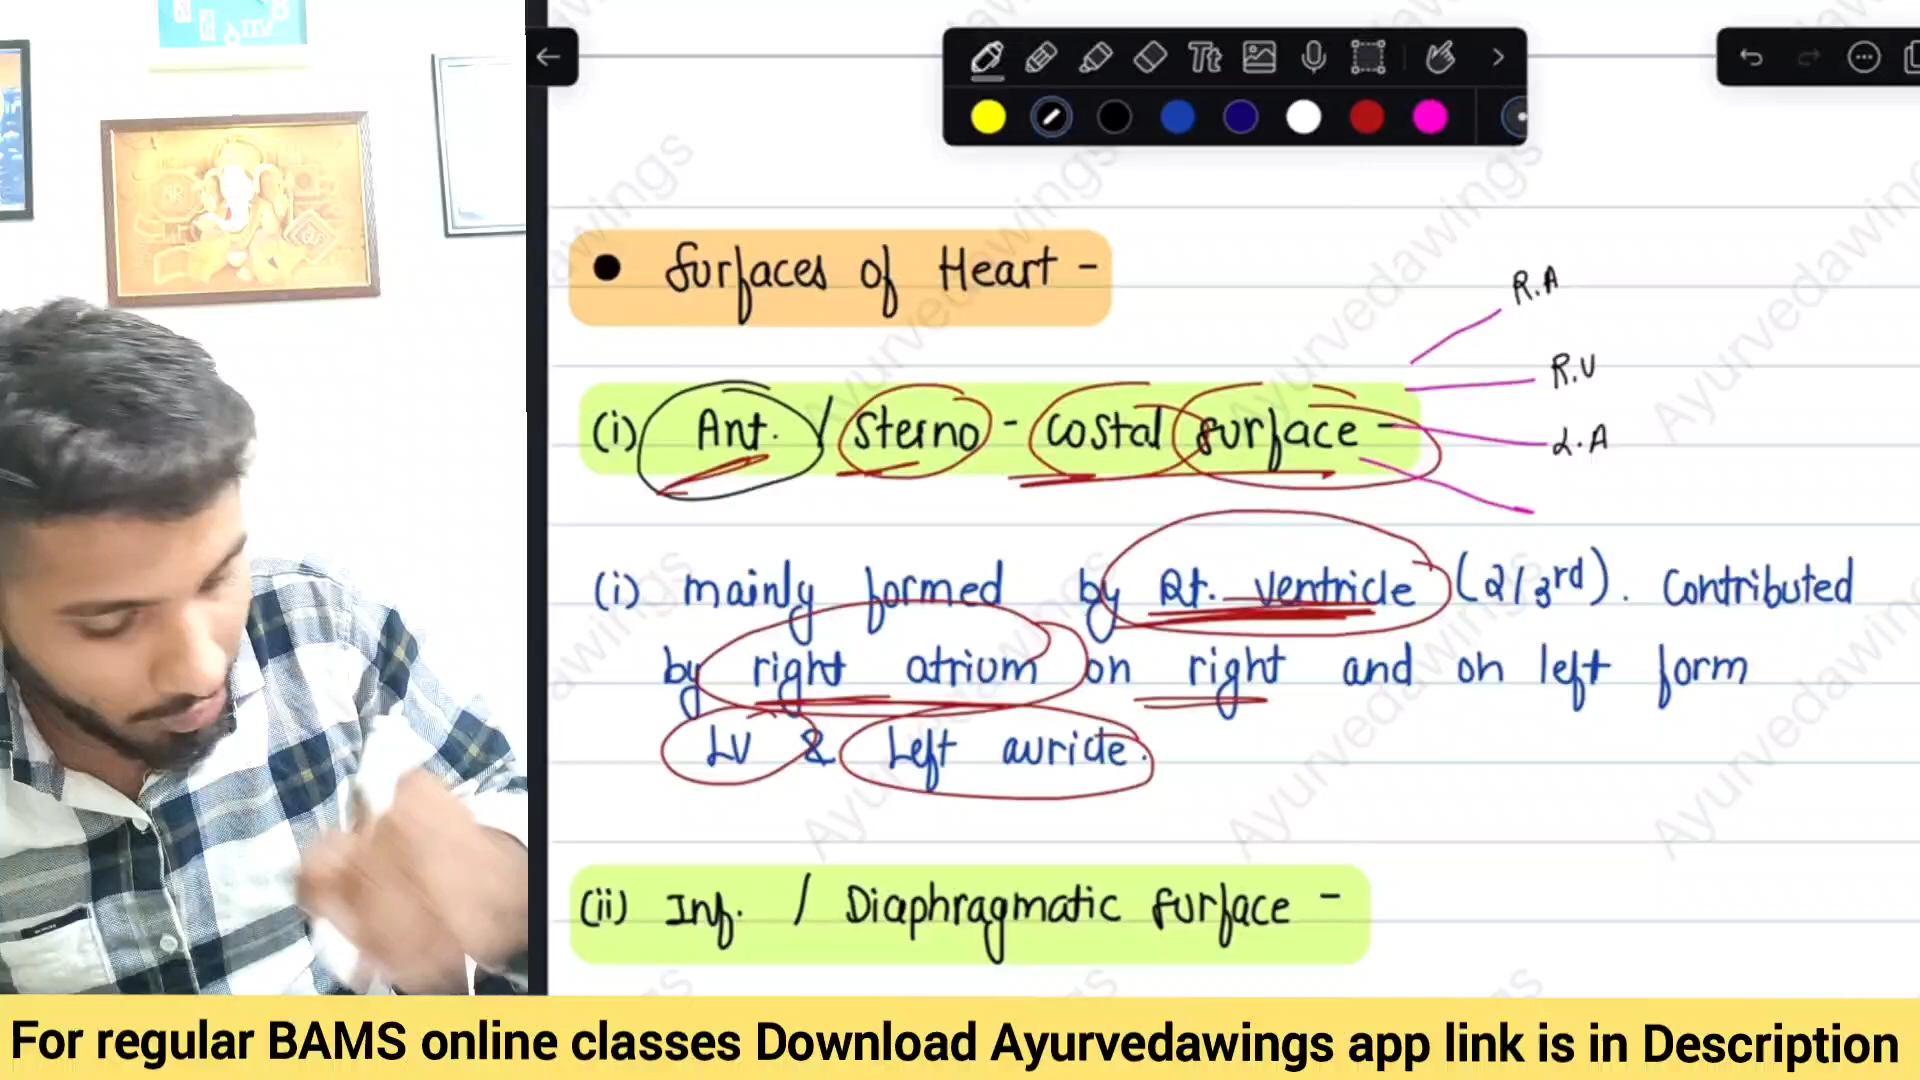 Tt
● Surfaces of Heart -
R.A
R.V
(i) Ant. / Sterno - costal surface -
L.A
(i) mainly formed by Rt. ventricle (2/3rd). Contributed
by right atrium on right and on left form
LV & Left auricle.
(ii) Inf. / Diaphragmatic surface -
Ayurvedawings
For regular BAMS online classes Download Ayurvedawings app link is in Description